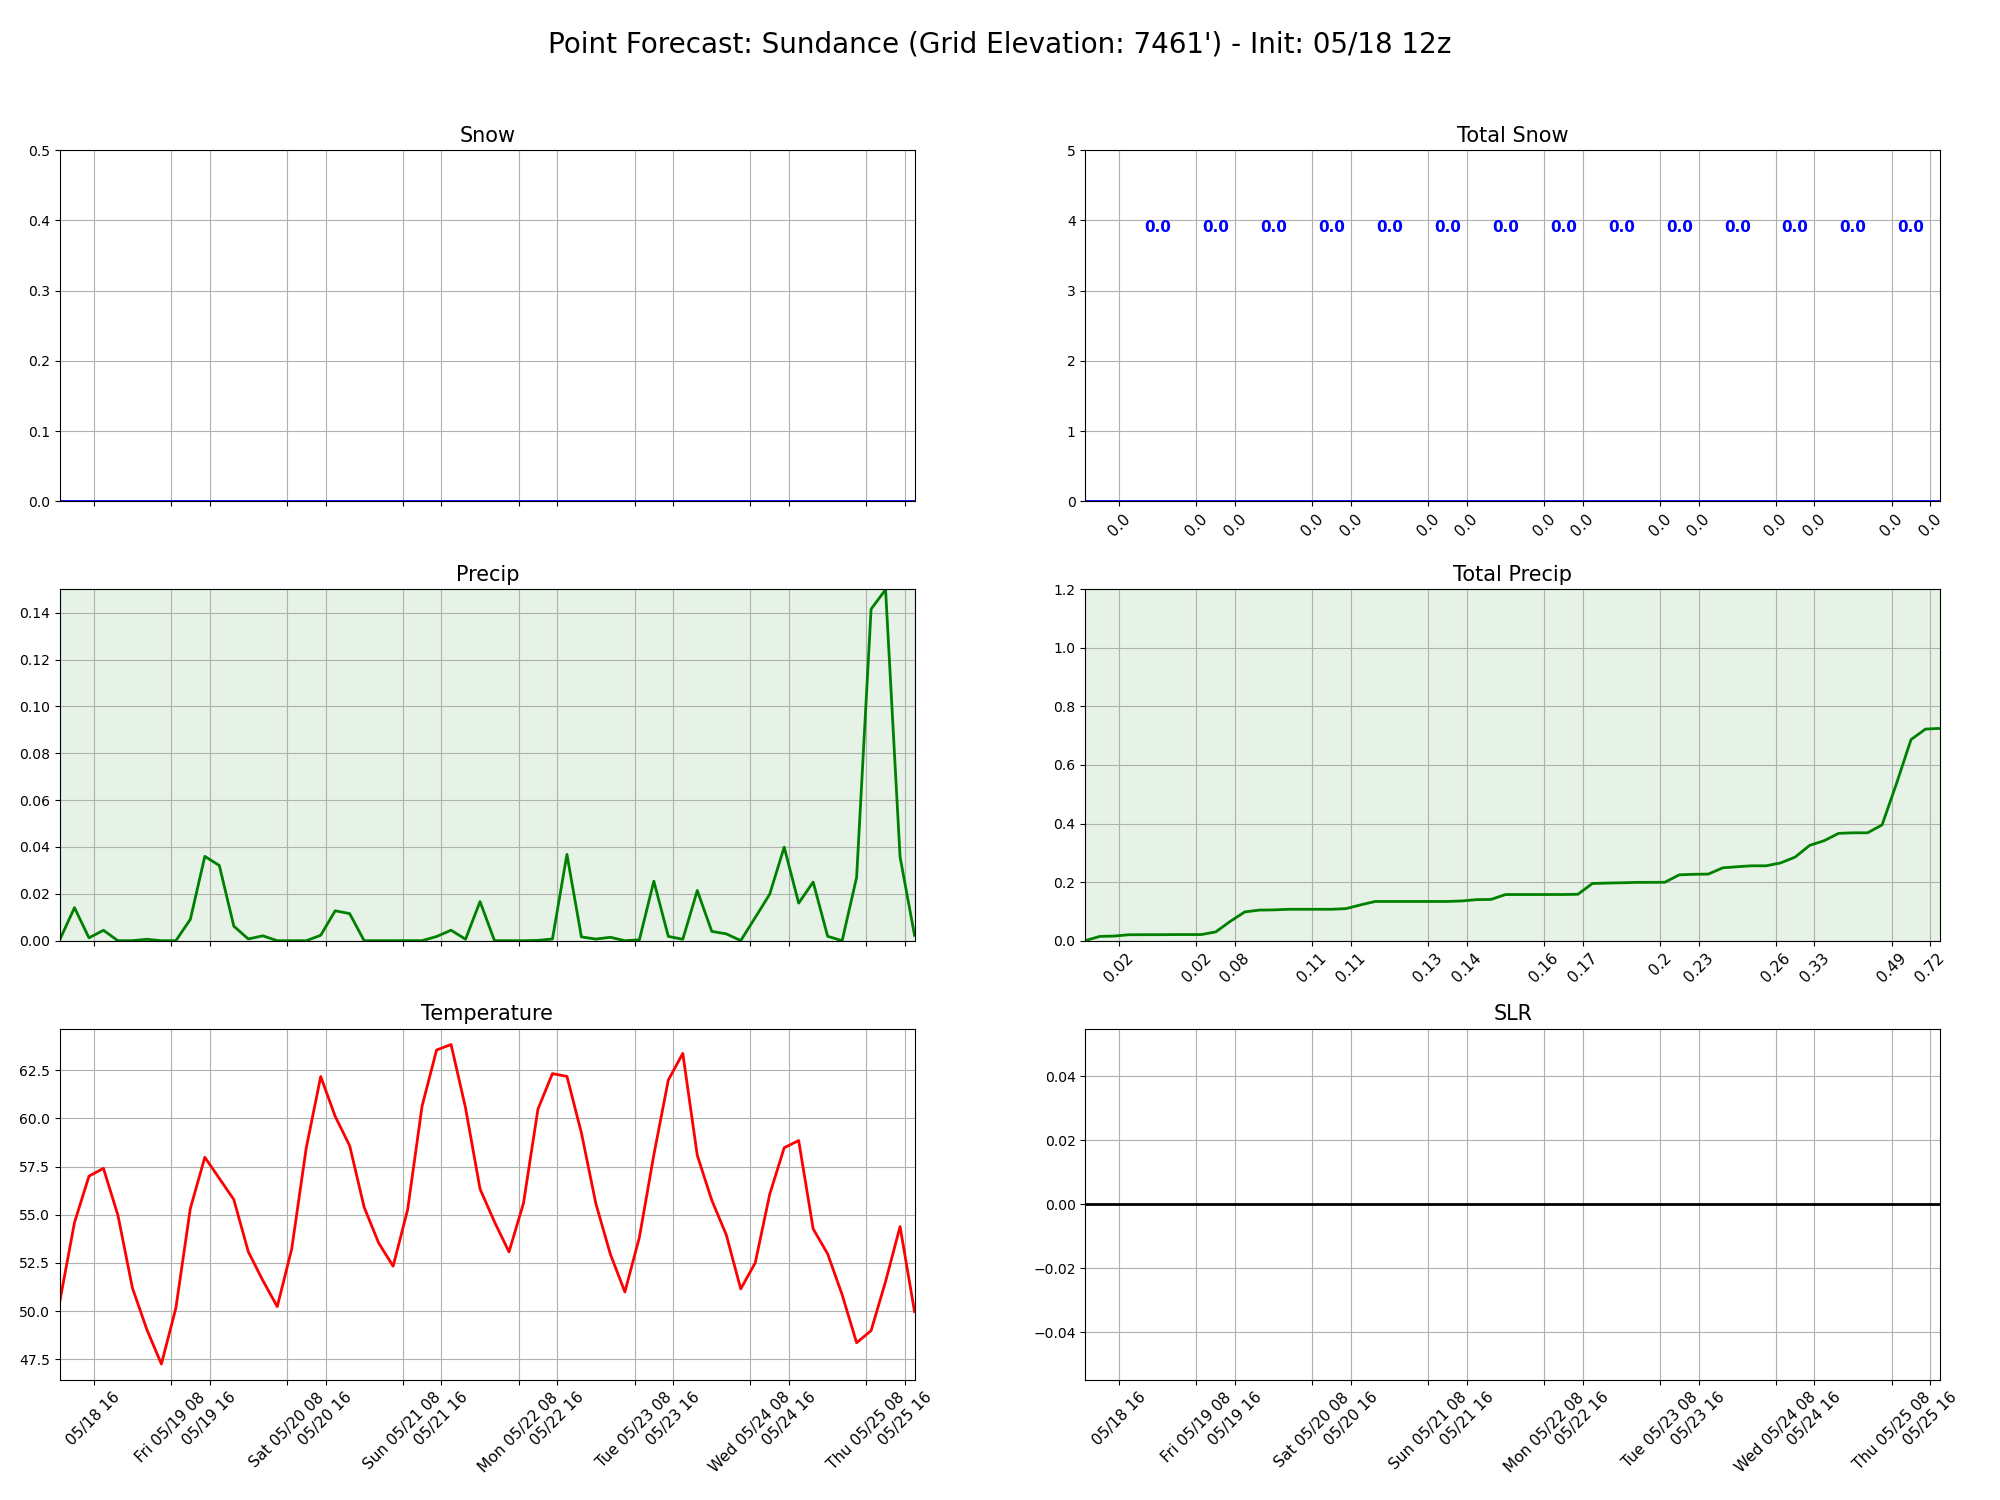 Point Forecast: Sundance (Grid Elevation: 7461') - Init: 05/18 12z
Snow
0.5
0.4
0.3
0.2
0.1
0.0
Total Snow
5
4
3
2
1
0
0.0 0.0 0.0 0.0 0.0 0.0 0.0 0.0 0.0 0.0 0.0 0.0 0.0 0.0
0.0 0.0 0.0 0.0 0.0 0.0 0.0 0.0 0.0 0.0 0.0 0.0 0.0 0.0 0.0
Precip
0.14
0.12
0.10
0.08
0.06
0.04
0.02
0.00
Total Precip
1.2
1.0
0.8
0.6
0.4
0.2
0.0
0.02 0.02 0.08 0.11 0.11 0.13 0.14 0.16 0.17 0.2 0.23 0.26 0.33 0.49 0.72
Temperature
62.5
60.0
57.5
55.0
52.5
50.0
47.5
05/18 16
Fri 05/19 08
05/19 16
Sat 05/20 08
05/20 16
Sun 05/21 08
05/21 16
Mon 05/22 08
05/22 16
Tue 05/23 08
05/23 16
Wed 05/24 08
05/24 16
Thu 05/25 08
05/25 16
SLR
0.04
0.02
0.00
−0.02
−0.04
05/18 16
Fri 05/19 08
05/19 16
Sat 05/20 08
05/20 16
Sun 05/21 08
05/21 16
Mon 05/22 08
05/22 16
Tue 05/23 08
05/23 16
Wed 05/24 08
05/24 16
Thu 05/25 08
05/25 16